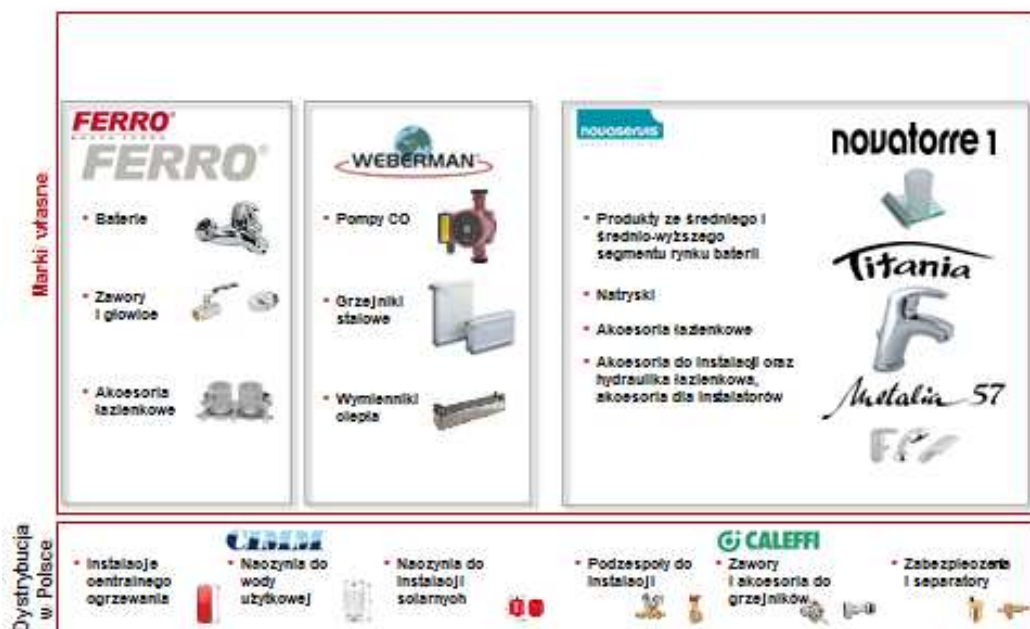 Marki własne
FERRO
FERRO
Baterie
Zawory
i głowice
Akcesoria
łazienkowe
WEBERMAN
Pompy CO
Grzejniki
stalowe
Wymienniki
ciepła
novaservis
Produkty ze średniego i
średnio-wyższego
segmentu rynku baterii
Natryski
Akcesoria łazienkowe
Akcesoria do instalacji oraz
hydraulika łazienkowa,
akcesoria dla instalatorów
novatorre 1
Titania
Metalia 57
Dystrybucja
w Polsce
CIMM
Instalacje
centralnego
ogrzewania
Naczynia do
wody
użytkowej
Naczynia do
instalacji
solarnych
CALEFFI
Podzespoły do
instalacji
Zawory
i akcesoria do
grzejników
Zabezpieczenia
i separatory